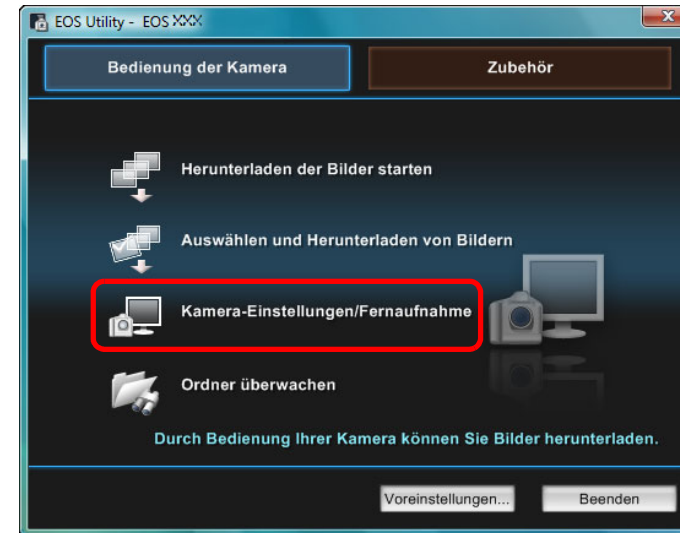 EOS Utility - EOS XXX
Bedienung der Kamera
Zubehör
Herunterladen der Bilder starten
Auswählen und Herunterladen von Bildern
Kamera-Einstellungen/Fernaufnahme
Ordner überwachen
Durch Bedienung Ihrer Kamera können Sie Bilder herunterladen.
Voreinstellungen...
Beenden